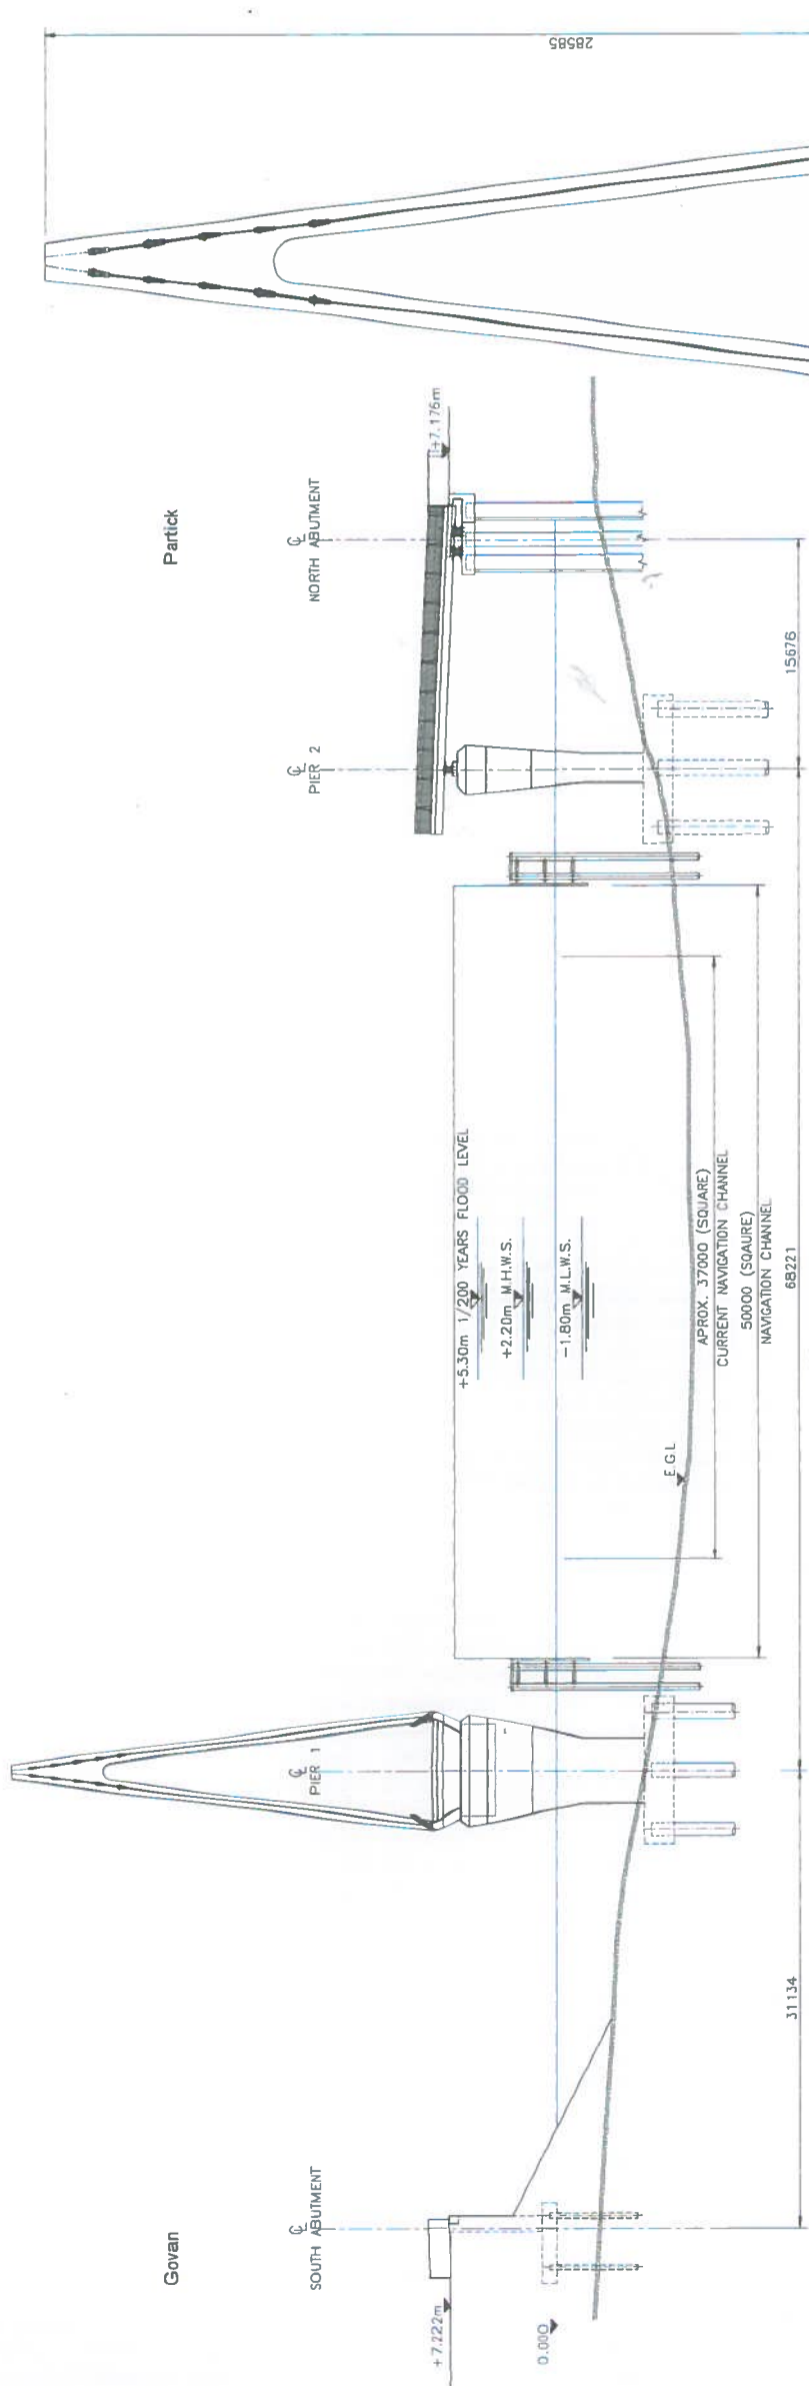 Govan
Partick
℄
SOUTH ABUTMENT
℄
PIER 1
℄
PIER 2
℄
NORTH ABUTMENT
+7.222m
+7.176m
0.000
+5.30m 1/200 YEARS FLOOD LEVEL
+2.20m M.H.W.S.
-1.80m M.L.W.S.
E.G.L
APROX. 37000 (SQUARE)
CURRENT NAVIGATION CHANNEL
50000 (SQAURE)
NAVIGATION CHANNEL
31134
68221
15676
28585